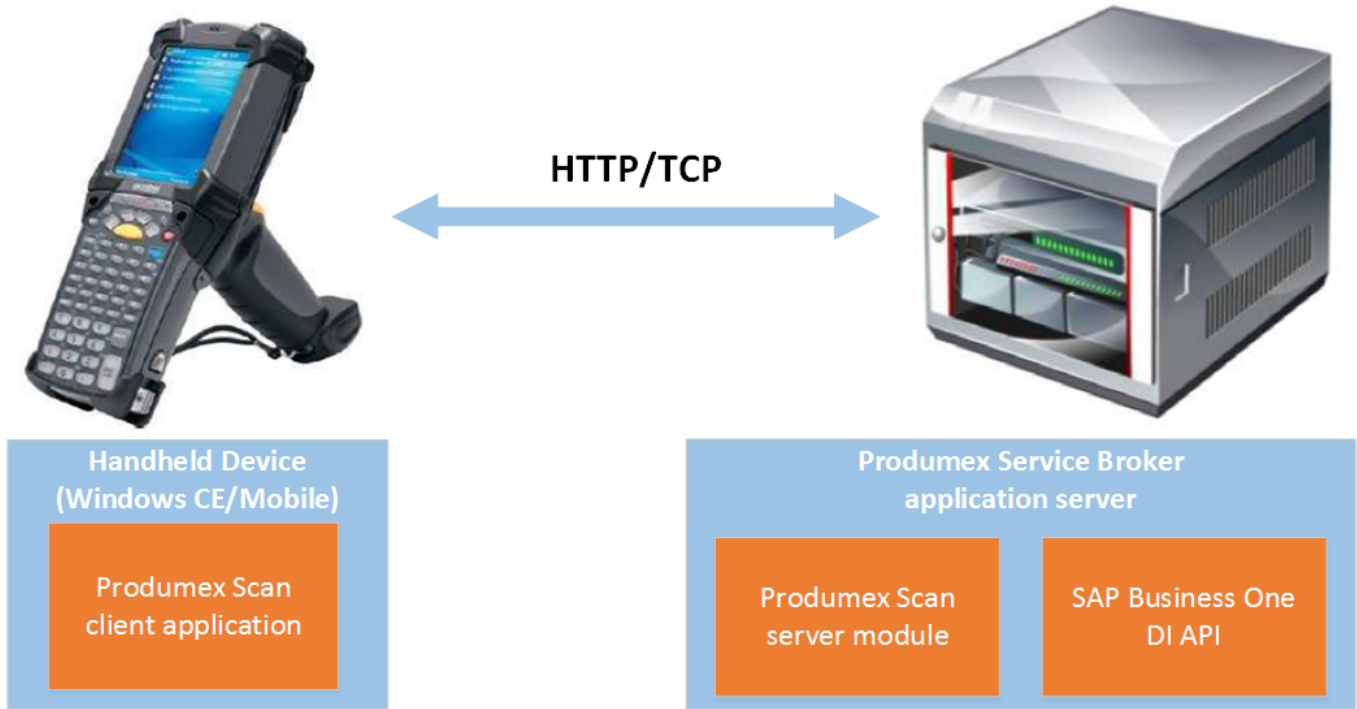 HTTP/TCP
Handheld Device
(Windows CE/Mobile)
Produmex Scan
client application
Produmex Service Broker
application server
Produmex Scan
server module
SAP Business One
DI API